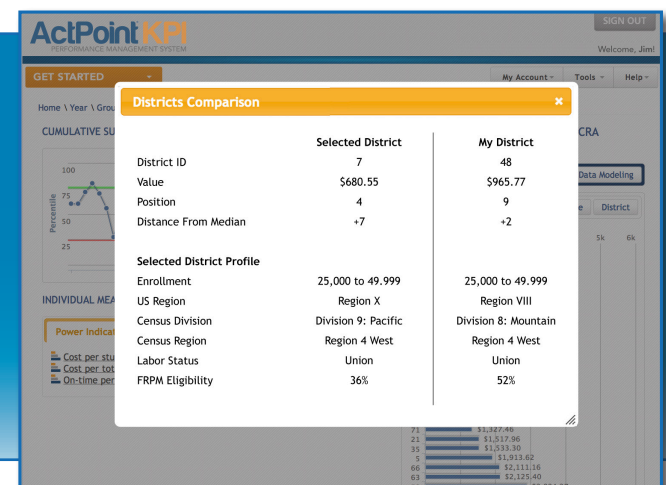 ActPoint KPI
PERFORMANCE MANAGEMENT SYSTEM
SIGN OUT
Welcome, Jim!
GET STARTED
My Account
Tools
Help
Home \ Year \ Grou
CUMULATIVE SU
CRA
Data Modeling
District
100
75
50
25
Percentile
5k 6k
INDIVIDUAL MEA
Power Indicat
Cost per stu
Cost per tot
On-time per
Districts Comparison
Selected District My District
District ID 7 48
Value $680.55 $965.77
Position 4 9
Distance From Median +7 +2
Selected District Profile
Enrollment 25,000 to 49.999 25,000 to 49.999
US Region Region X Region VIII
Census Division Division 9: Pacific Division 8: Mountain
Census Region Region 4 West Region 4 West
Labor Status Union Union
FRPM Eligibility 36% 52%
71 $1,327.46
21 $1,517.96
35 $1,533.30
5 $1,913.62
66 $2,111.16
63 $2,125.40